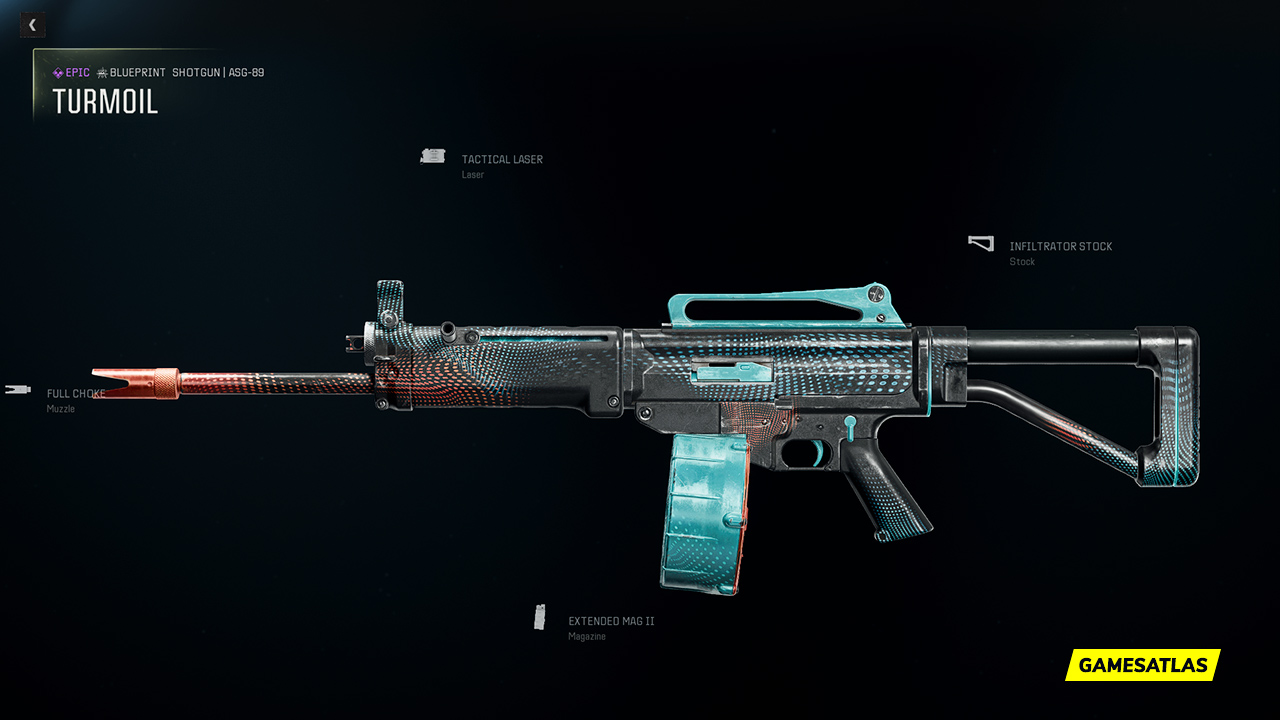 EPIC BLUEPRINT SHOTGUN | ASG-89
TURMOIL
TACTICAL LASER
Laser
INFILTRATOR STOCK
Stock
FULL CHOKE
Muzzle
EXTENDED MAG II
Magazine
GAMESATLAS